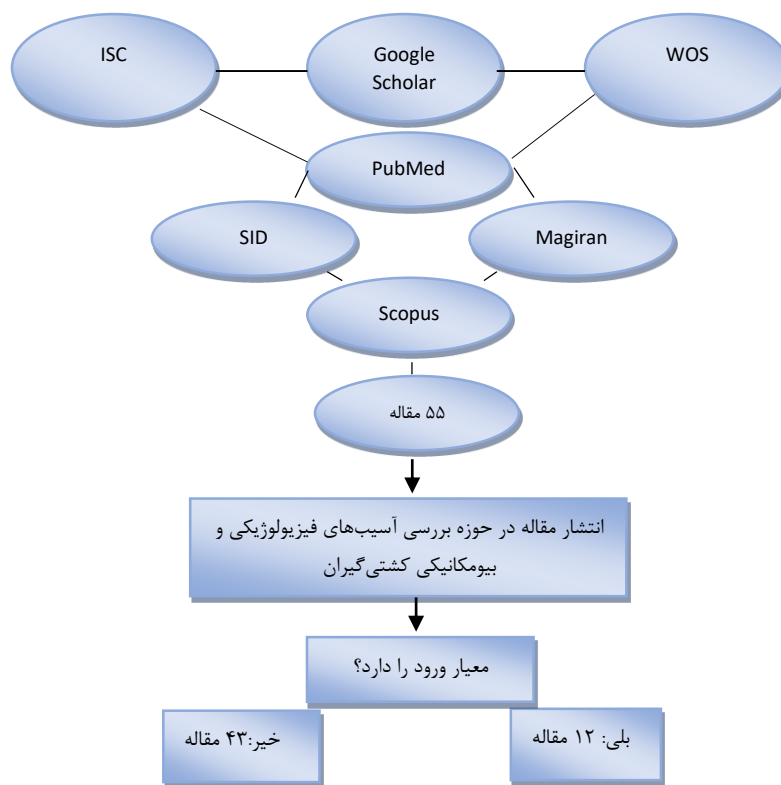 ISC
Google
Scholar
WOS
PubMed
SID
Magiran
Scopus
۵۵ مقاله
انتشار مقاله در حوزه بررسی آسیب‌های فیزیولوژیکی و
بیومکانیکی کشتی‌گیران
معیار ورود را دارد؟
خیر:۴۳ مقاله
بلی: ۱۲ مقاله